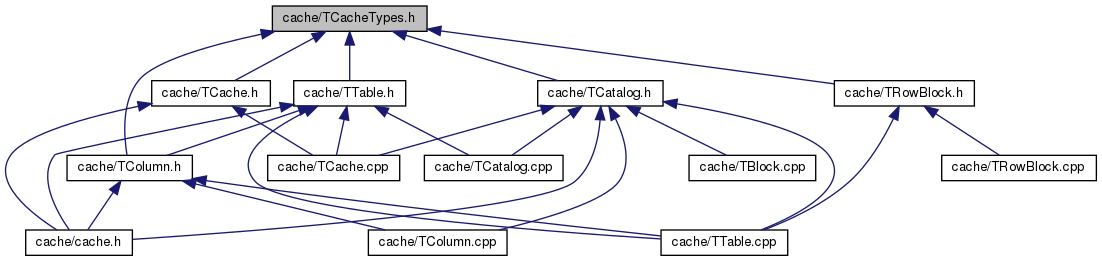 cache/TCacheTypes.h
cache/TCache.h
cache/TTable.h
cache/TCatalog.h
cache/TRowBlock.h
cache/TColumn.h
cache/TCache.cpp
cache/TCatalog.cpp
cache/TBlock.cpp
cache/TRowBlock.cpp
cache/cache.h
cache/TColumn.cpp
cache/TTable.cpp